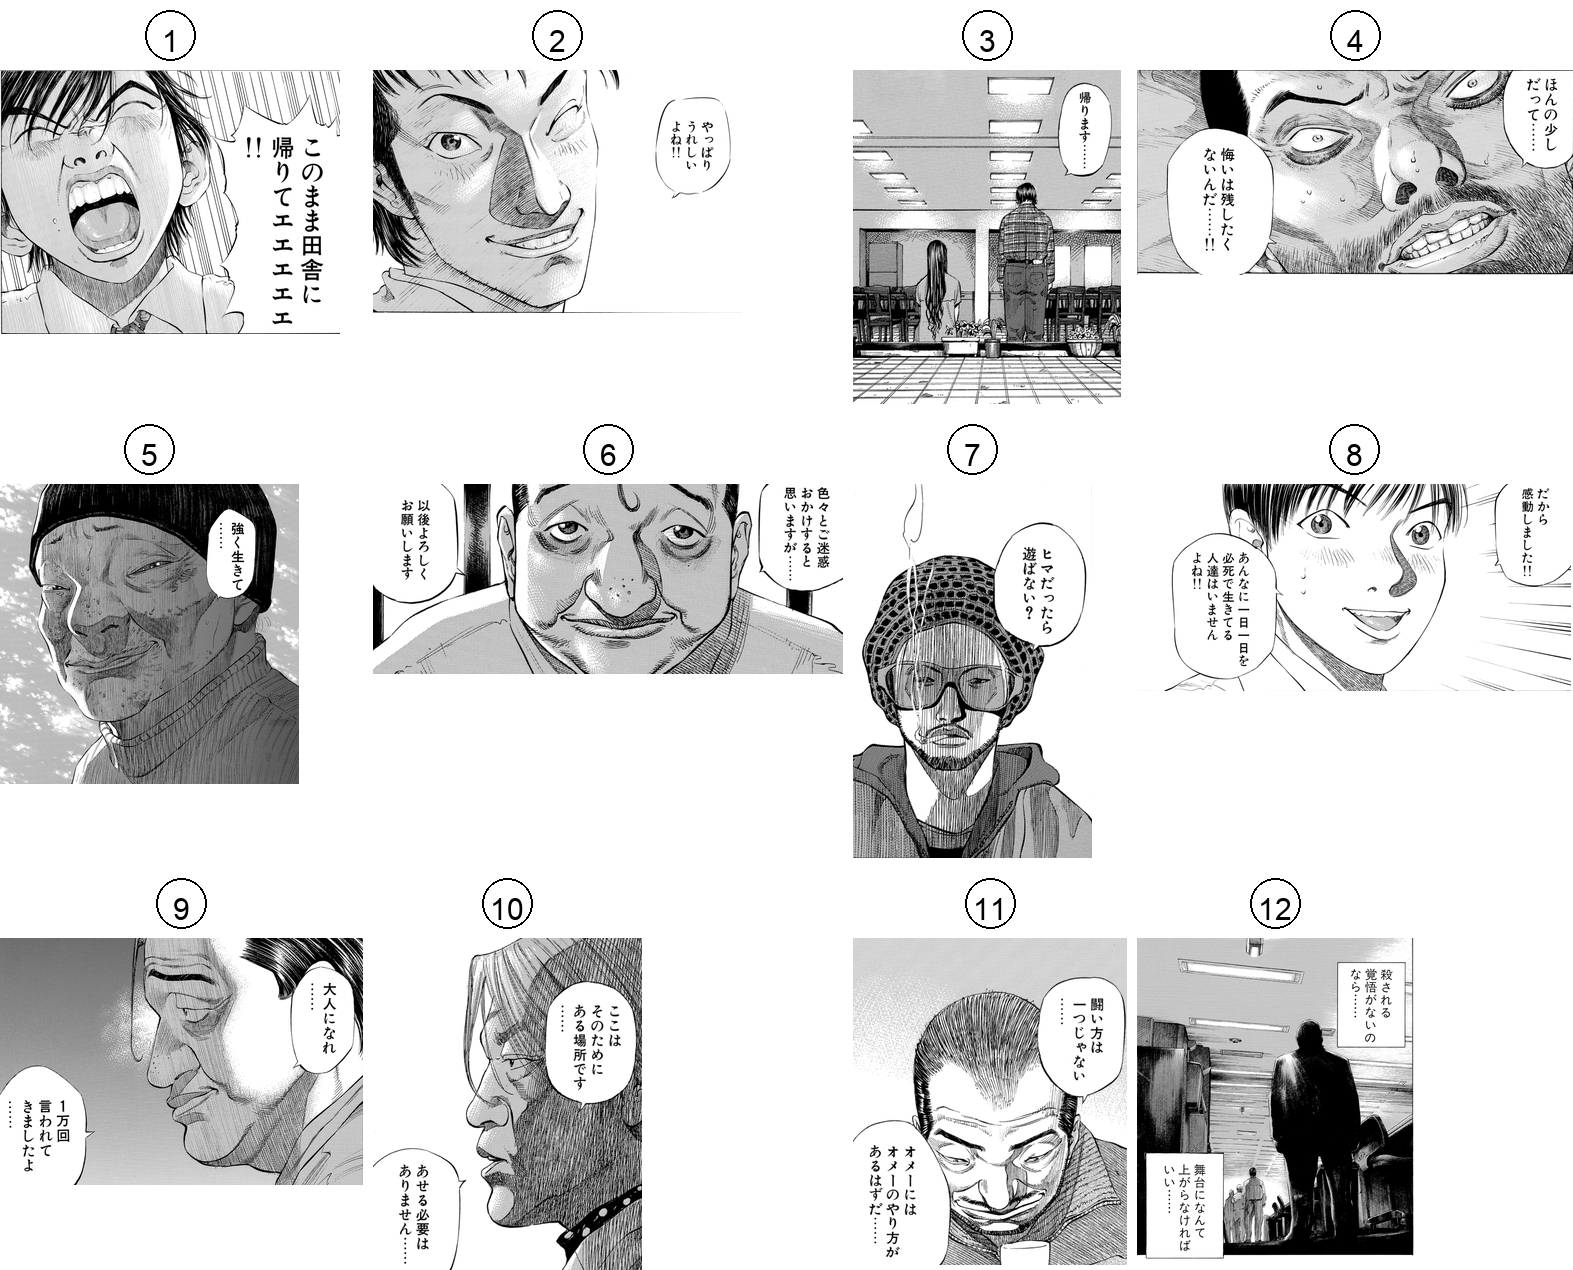 1
このまま田舎に
帰りてエエエエエ
!!
2
やっぱり
うれしい
よね!!
3
帰ります……
4
ほんの少し
だって……
悔いは残したく
ないんだ……!!
5
強く生きて
……
6
色々とご迷惑
おかけすると
思いますが……
以後よろしく
お願いします
7
ヒマだったら
遊ばない?
8
だから
感動しました!!
あんなに一日一日を
必死で生きてる
人達はいません
よね!!
9
大人になれ
……
1万回
言われて
きましたよ
……
10
ここは
そのために
ある場所です
……
あせる必要は
ありません……
11
闘い方は
一つじゃない
……
オメーには
オメーのやり方が
あるはずだ……
12
殺される
覚悟がないの
なら……
舞台になんて
上がらなければ
いい……